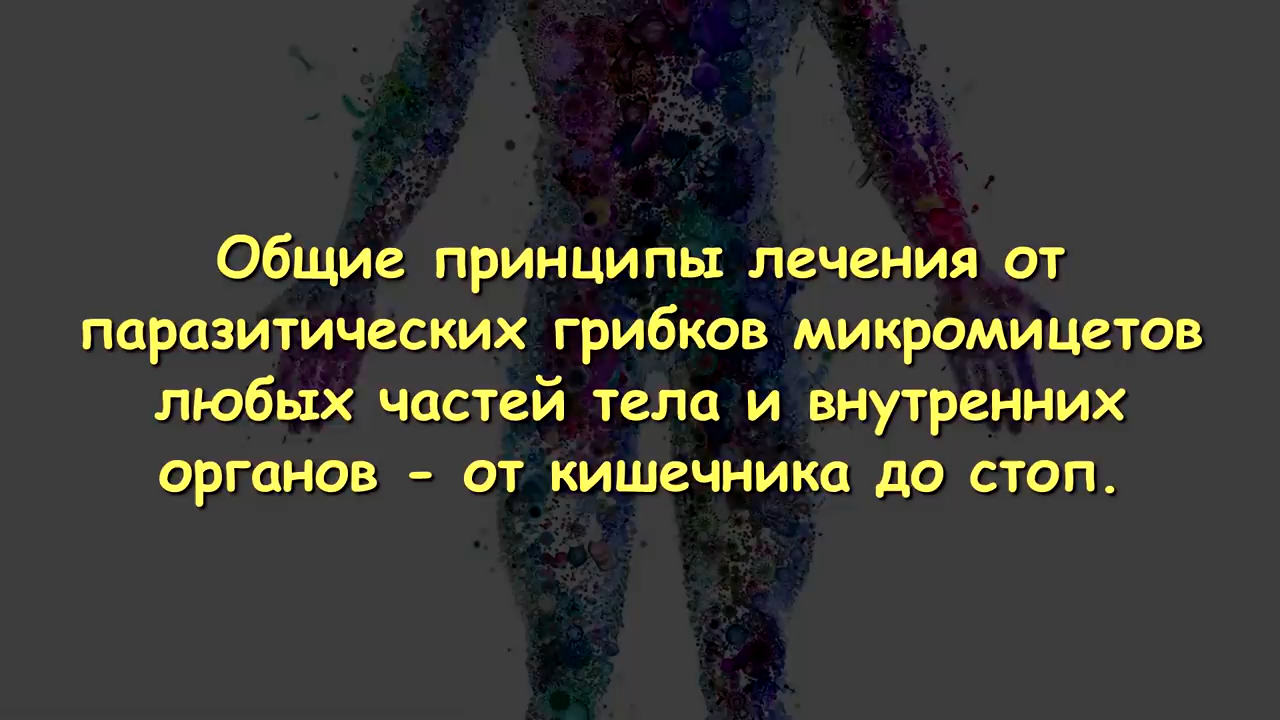 Общие принципы лечения от
паразитических грибков микромицетов
любых частей тела и внутренних
органов - от кишечника до стоп.